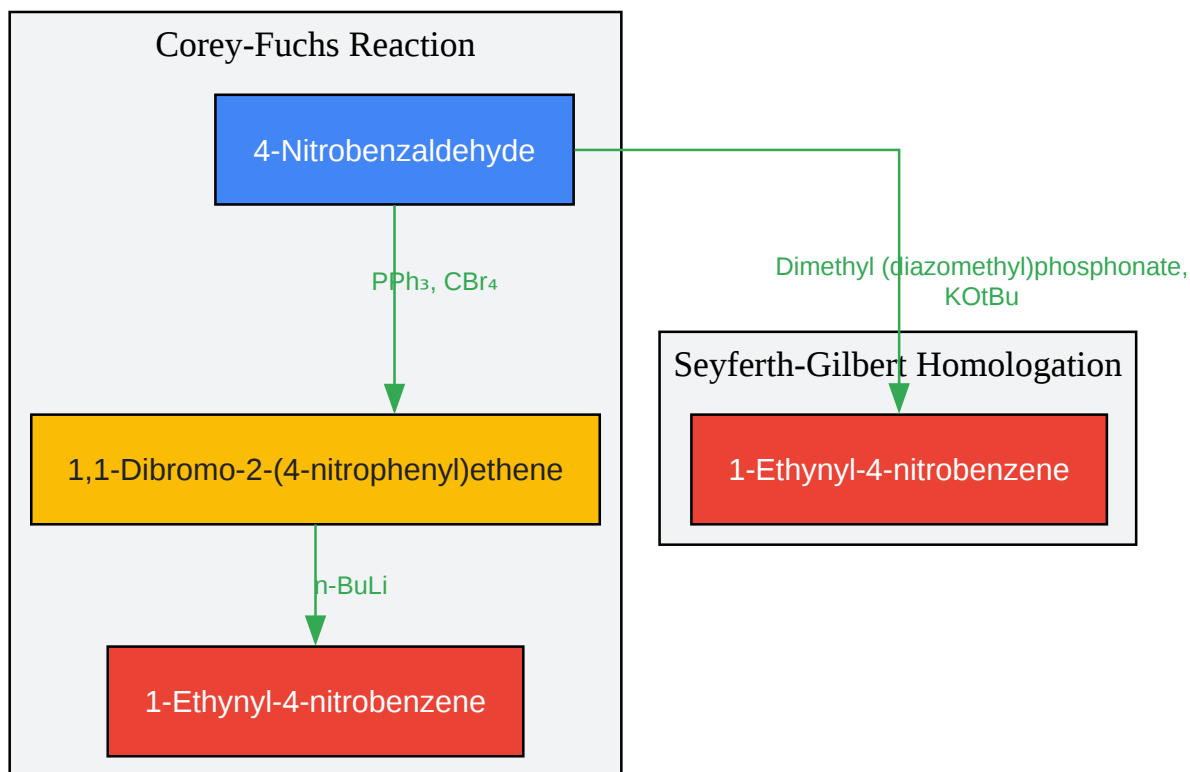 Corey-Fuchs Reaction
4-Nitrobenzaldehyde
PPh₃, CBr₄
1,1-Dibromo-2-(4-nitrophenyl)ethene
n-BuLi
1-Ethynyl-4-nitrobenzene
Dimethyl (diazomethyl)phosphonate,
KOtBu
Seyferth-Gilbert Homologation
1-Ethynyl-4-nitrobenzene